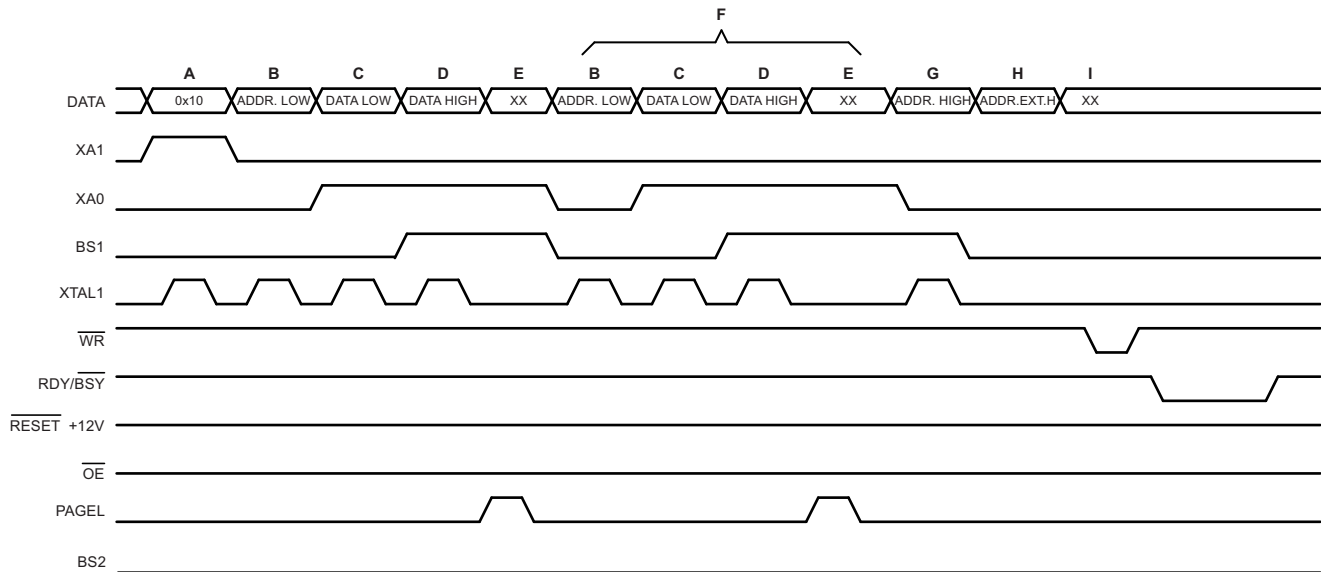 F
A B C D E B C D E G H I
DATA 0x10 ADDR. LOW DATA LOW DATA HIGH XX ADDR. LOW DATA LOW DATA HIGH XX ADDR. HIGH ADDR.EXT.H XX
XA1
XA0
BS1
XTAL1
WR
RDY/BSY
RESET +12V
OE
PAGEL
BS2